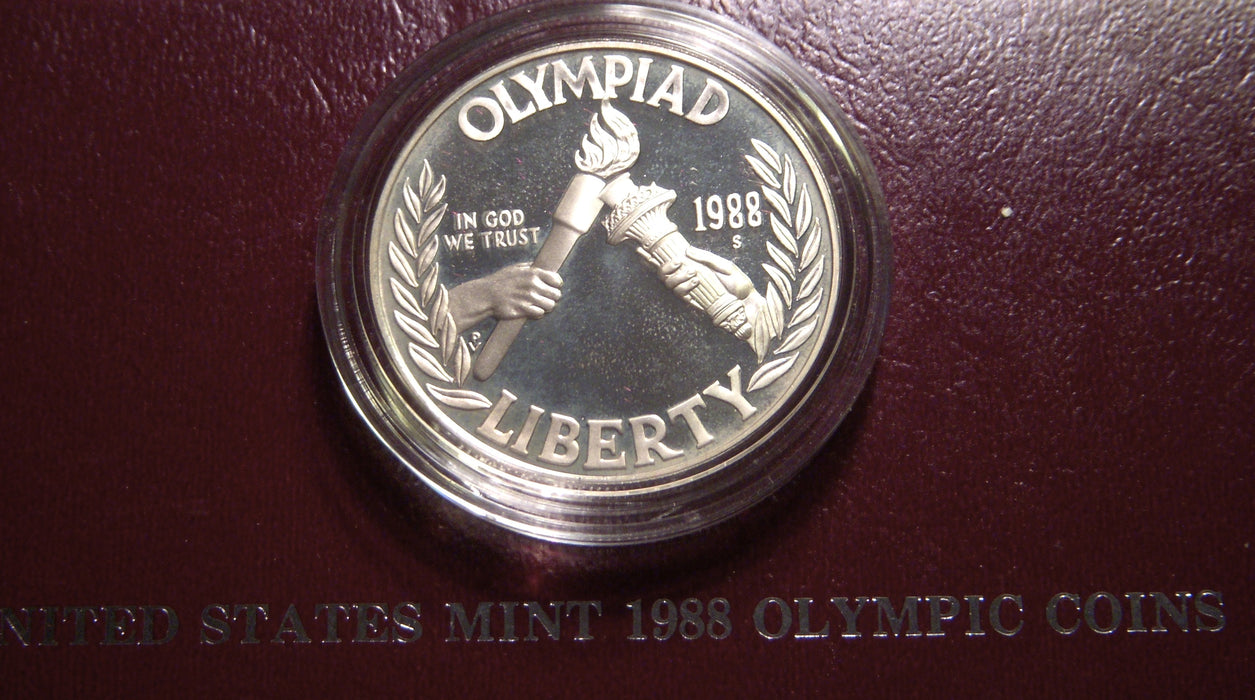 OLYMPIAD
IN GOD
WE TRUST
1988
S
LIBERTY
NITED STATES MINT 1988 OLYMPIC COINS